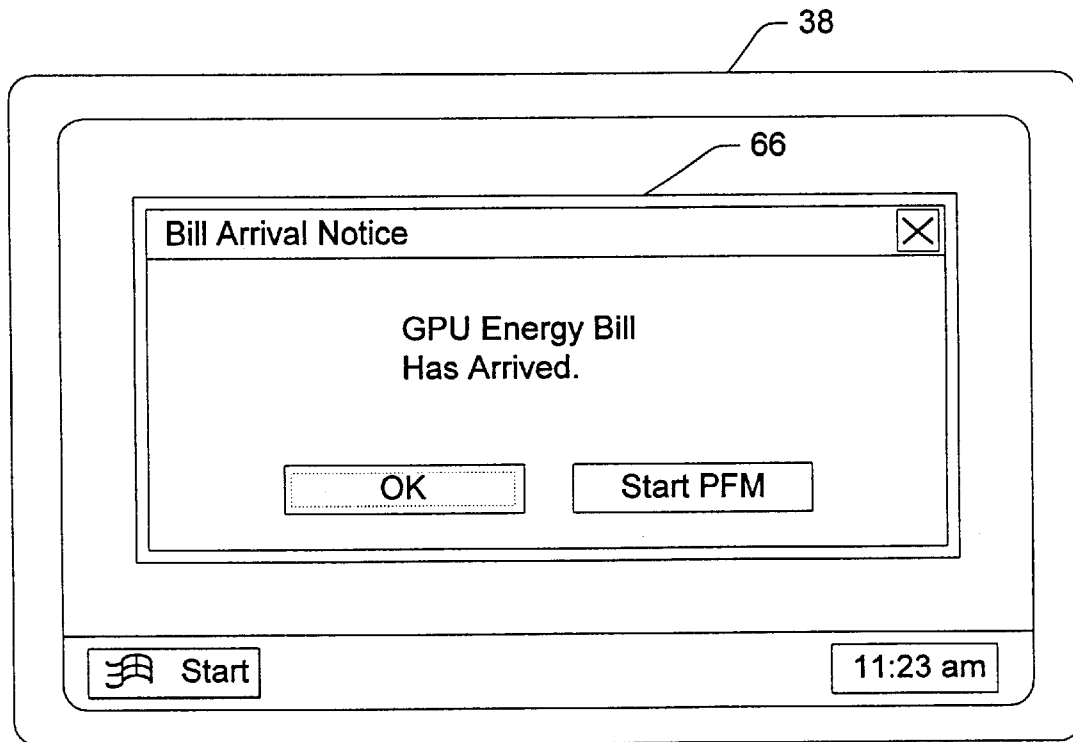 38
66
Bill Arrival Notice
GPU Energy Bill
Has Arrived.
OK
Start PFM
Start
11:23 am